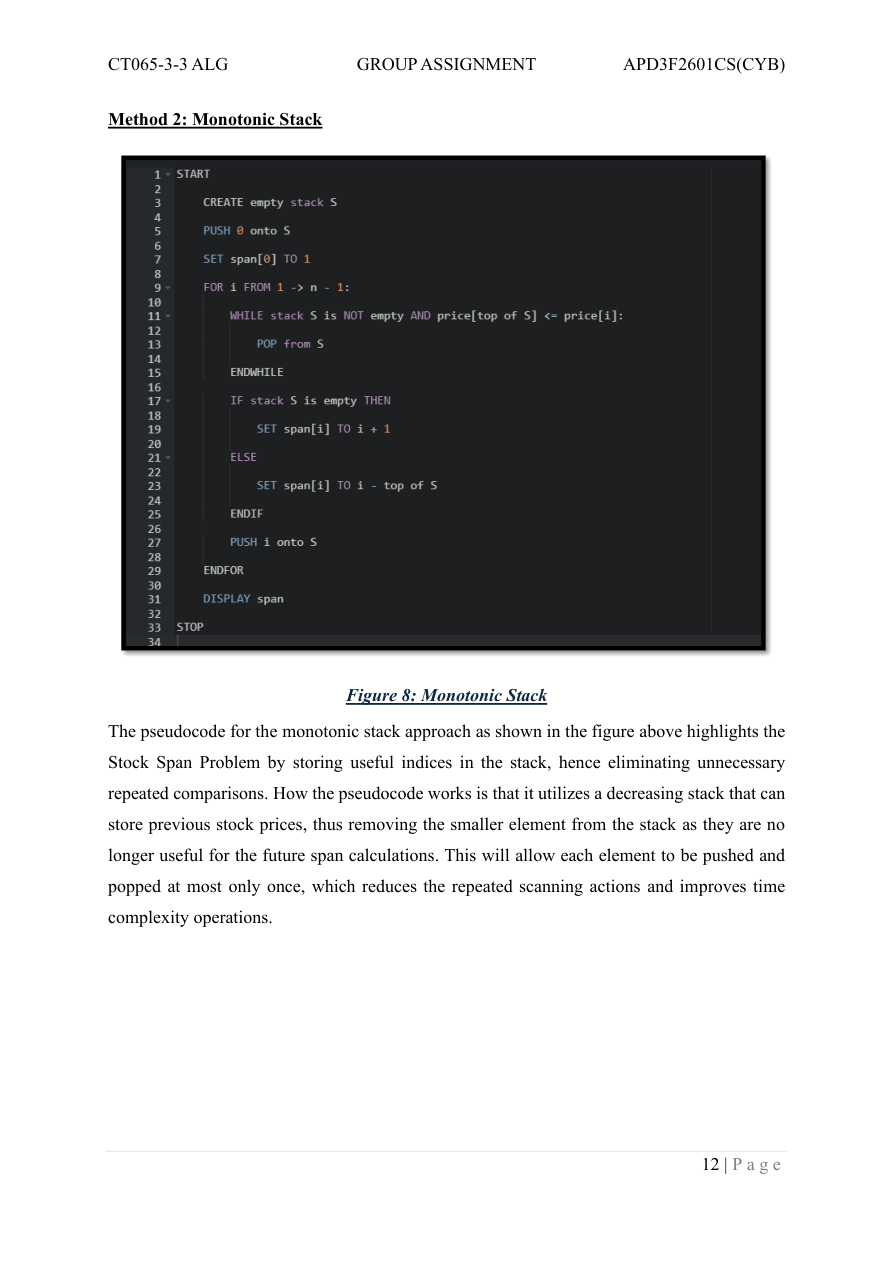 CT065-3-3 ALG GROUP ASSIGNMENT APD3F2601CS(CYB)
Method 2: Monotonic Stack
1 START
2
3 CREATE empty stack S
4
5 PUSH 0 onto S
6
7 SET span[0] TO 1
8
9 FOR i FROM 1 -> n - 1:
10
11 WHILE stack S is NOT empty AND price[top of S] <= price[i]:
12
13 POP from S
14
15 ENDWHILE
16
17 IF stack S is empty THEN
18
19 SET span[i] TO i + 1
20
21 ELSE
22
23 SET span[i] TO i - top of S
24
25 ENDIF
26
27 PUSH i onto S
28
29 ENDFOR
30
31 DISPLAY span
32
33 STOP
34
Figure 8: Monotonic Stack
The pseudocode for the monotonic stack approach as shown in the figure above highlights the
Stock Span Problem by storing useful indices in the stack, hence eliminating unnecessary
repeated comparisons. How the pseudocode works is that it utilizes a decreasing stack that can
store previous stock prices, thus removing the smaller element from the stack as they are no
longer useful for the future span calculations. This will allow each element to be pushed and
popped at most only once, which reduces the repeated scanning actions and improves time
complexity operations.
12 | P a g e